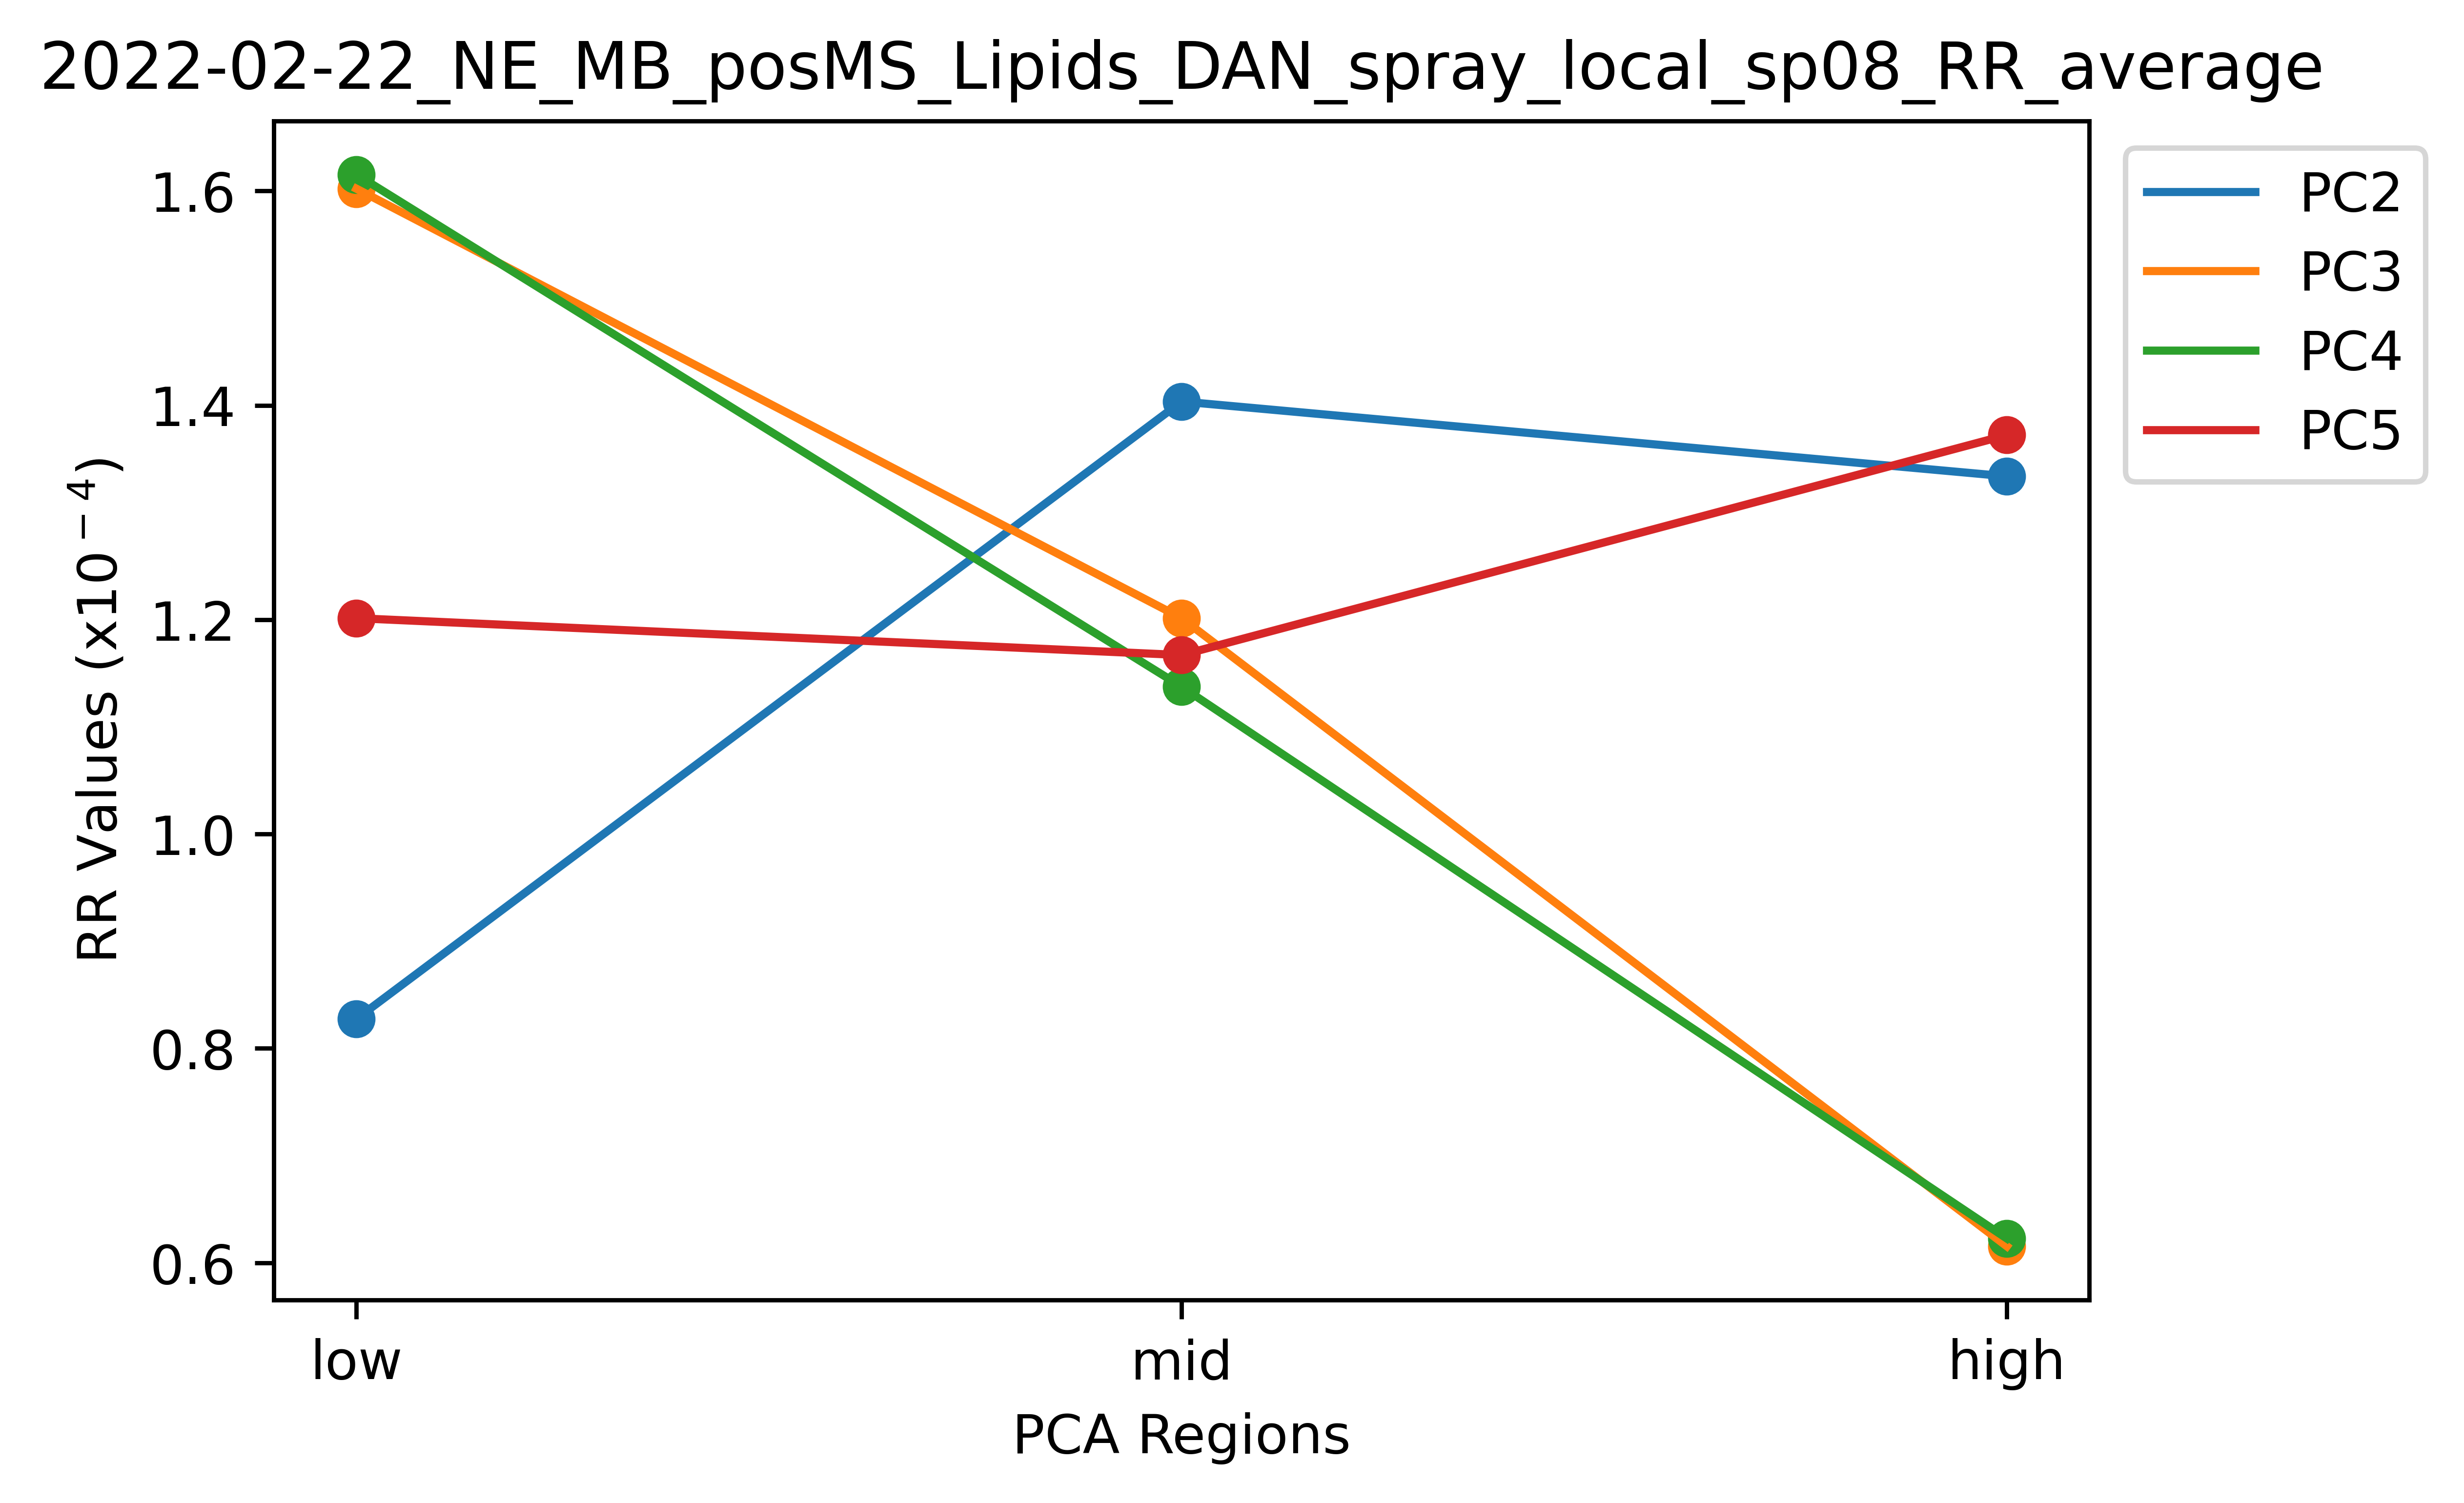 2022-02-22_NE_MB_posMS_Lipids_DAN_spray_local_sp08_RR_average
RR Values (x10⁻⁴)
1.6
1.4
1.2
1.0
0.8
0.6
low
mid
high
PCA Regions
PC2
PC3
PC4
PC5